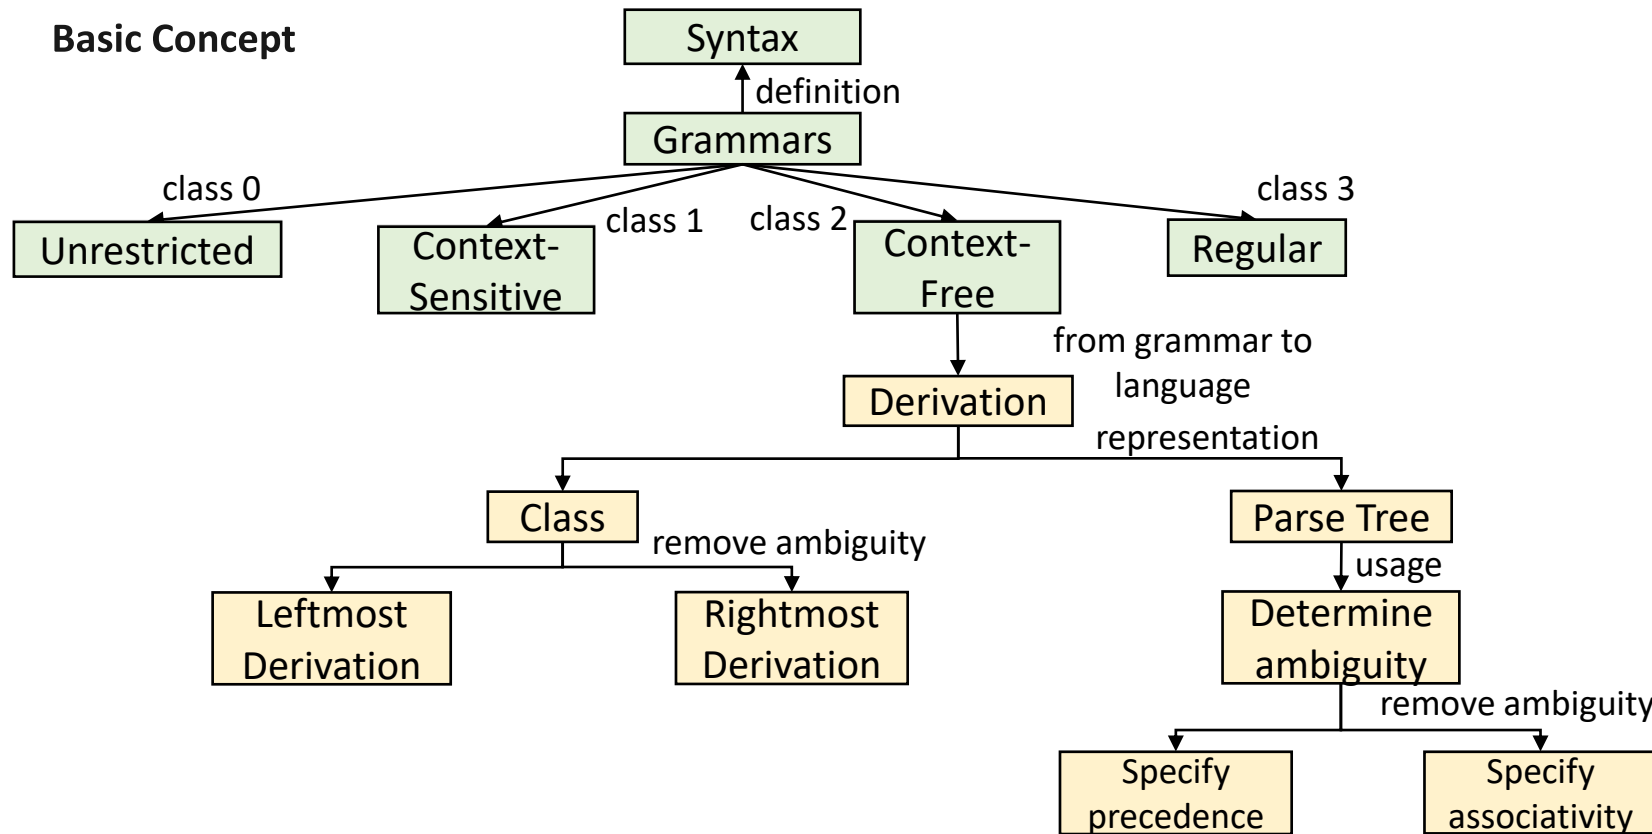 Basic Concept
Syntax
definition
Grammars
class 0
class 1
class 2
class 3
Unrestricted
Context-
Sensitive
Context-
Free
Regular
from grammar to
language
Derivation
representation
Class
Parse Tree
remove ambiguity
usage
Leftmost
Derivation
Rightmost
Derivation
Determine
ambiguity
remove ambiguity
Specify
precedence
Specify
associativity